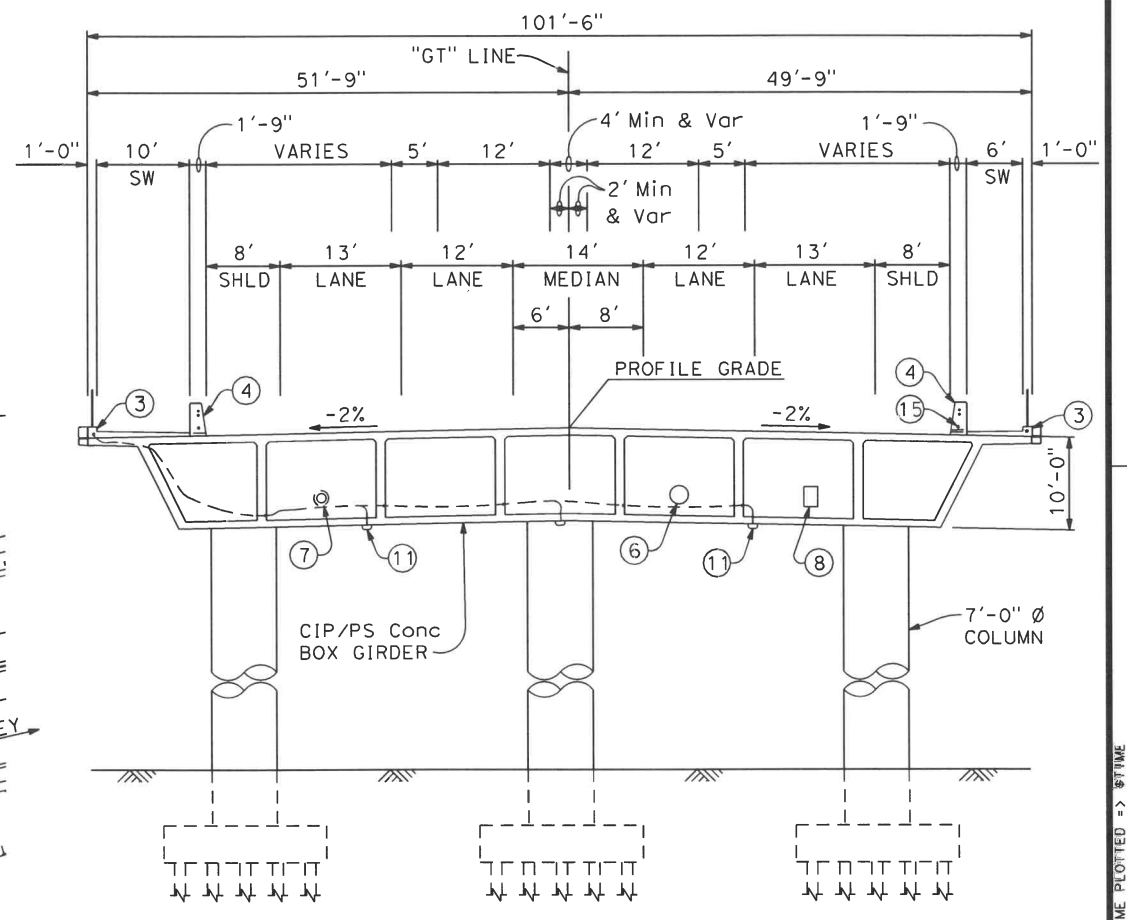 101'-6"
"GT" LINE
51'-9" 49'-9"
1'-9" 4' Min & Var 1'-9"
1'-0" 10' VARIES 5' 12' 12' 5' VARIES 6' 1'-0"
SW SW
2' Min
& Var
8' 13' 12' 14' 12' 13' 8'
SHLD LANE LANE MEDIAN LANE LANE SHLD
6' 8'
PROFILE GRADE
3 4 -2% -2% 4 15 3
10'-0"
7 11 6 11 8
CIP/PS Conc
BOX GIRDER
7'-0" Ø
COLUMN
EY
ME PLOTTED =>